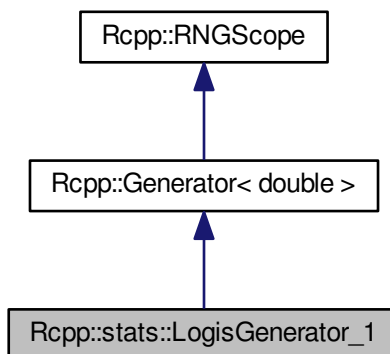 Rcpp::RNGScope
Rcpp::Generator< double >
Rcpp::stats::LogisGenerator_1